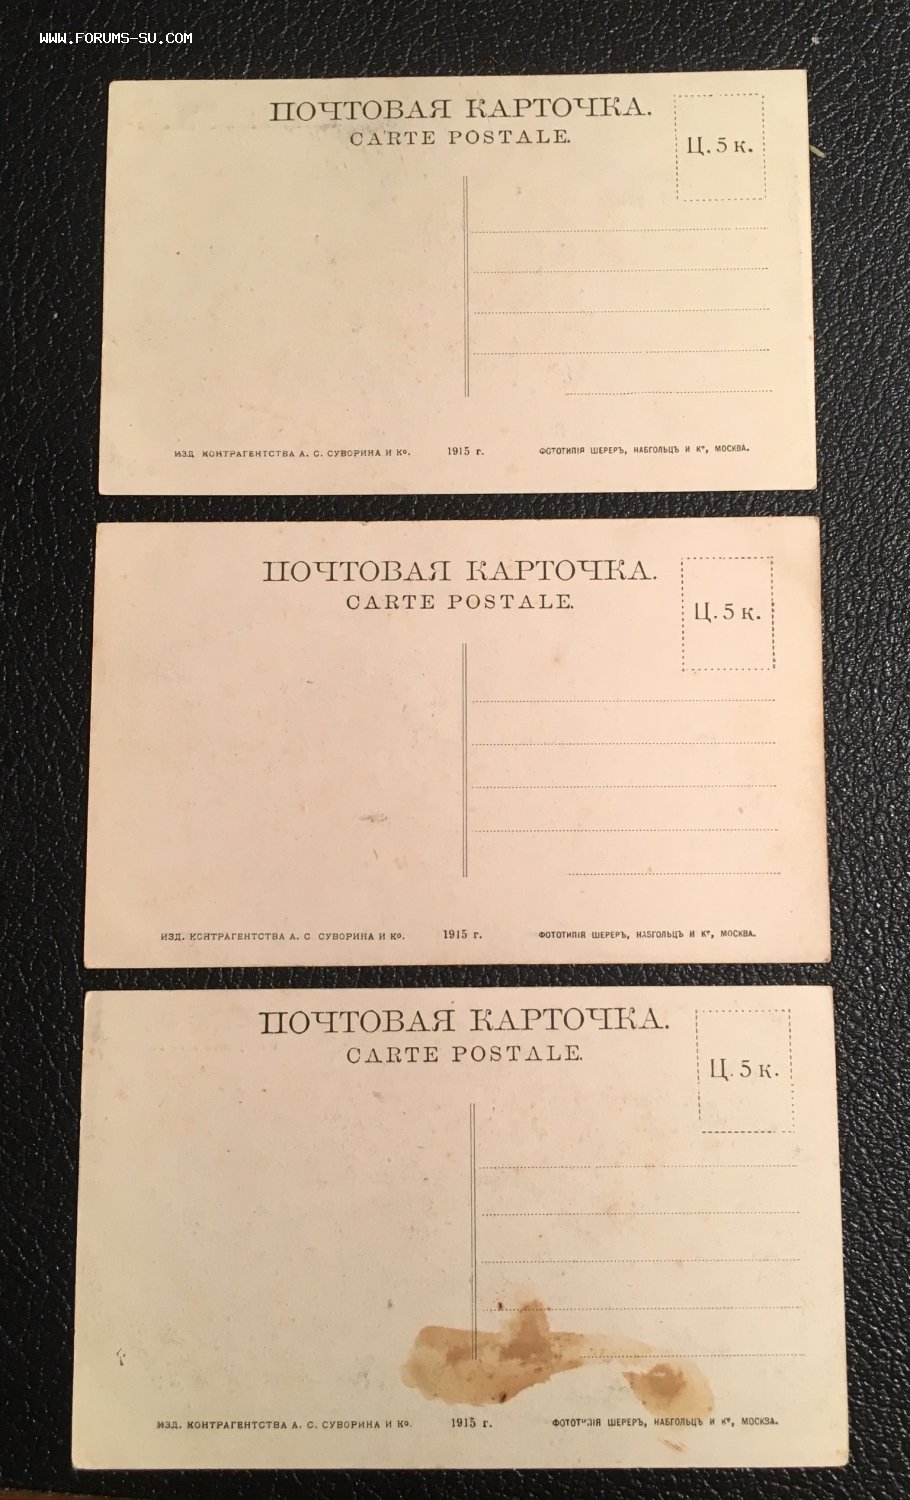 WWW.FORUMS-SU.COM
ПОЧТОВАЯ КАРТОЧКА.
CARTE POSTALE.
Ц. 5 к.
ИЗД КОНТРАГЕНТСТВА А. С. СУВОРИНА И Ко. 1915 г. ФОТОТИПІЯ ШЕРЕРЪ, НАБГОЛЬЦЪ И Ко, МОСКВА.
ПОЧТОВАЯ КАРТОЧКА.
CARTE POSTALE.
Ц. 5 к.
ИЗД. КОНТРАГЕНТСТВА А. С. СУВОРИНА И Ко. 1915 г. ФОТОТИПІЯ ШЕРЕРЪ, НАБГОЛЬЦЪ И Ко, МОСКВА.
ПОЧТОВАЯ КАРТОЧКА.
CARTE POSTALE.
Ц. 5 к.
ИЗД. КОНТРАГЕНТСТВА А. С. СУВОРИНА И Ко. 1915 г. ФОТОТИПІЯ ШЕРЕРЪ, НАБГОЛЬЦЪ И Ко, МОСКВА.